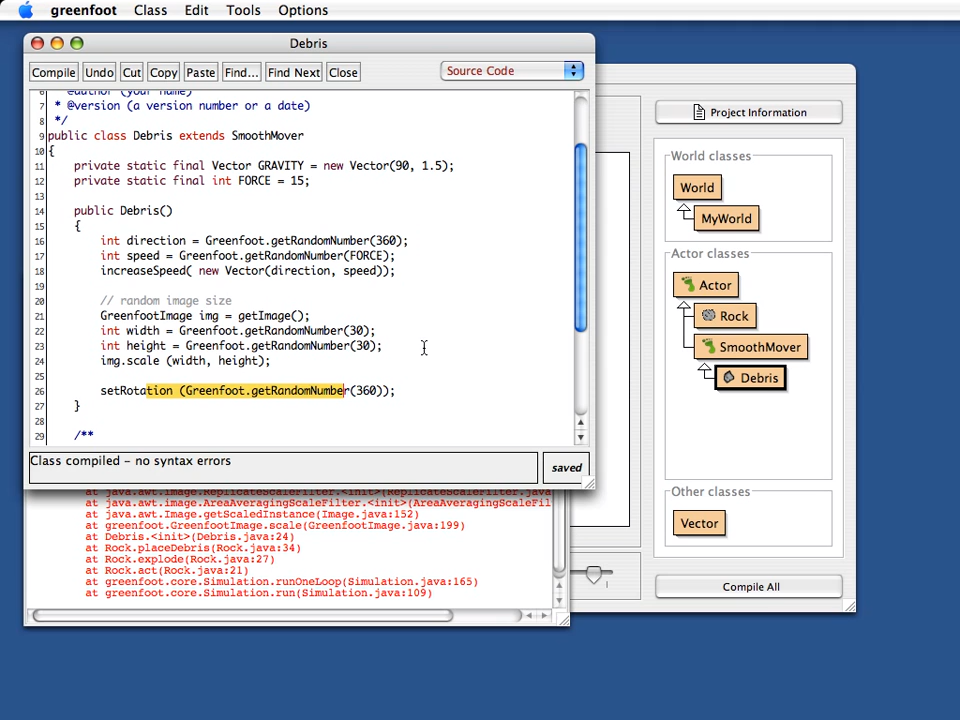 greenfoot Class Edit Tools Options
Debris
Compile Undo Cut Copy Paste Find... Find Next Close Source Code
7 * @version (a version number or a date)
8 */
9 public class Debris extends SmoothMover
10 {
11 private static final Vector GRAVITY = new Vector(90, 1.5);
12 private static final int FORCE = 15;
13
14 public Debris()
15 {
16 int direction = Greenfoot.getRandomNumber(360);
17 int speed = Greenfoot.getRandomNumber(FORCE);
18 increaseSpeed( new Vector(direction, speed));
19
20 // random image size
21 GreenfootImage img = getImage();
22 int width = Greenfoot.getRandomNumber(30);
23 int height = Greenfoot.getRandomNumber(30);
24 img.scale (width, height);
25
26 setRotation (Greenfoot.getRandomNumber(360));
27 }
28
29 /**
Class compiled – no syntax errors
saved
at java.awt.image.AreaAveragingScaleFilter.<init>(AreaAveragingScaleFil
at java.awt.Image.getScaledInstance(Image.java:152)
at greenfoot.GreenfootImage.scale(GreenfootImage.java:199)
at Debris.<init>(Debris.java:24)
at Rock.placeDebris(Rock.java:34)
at Rock.explode(Rock.java:27)
at Rock.act(Rock.java:21)
at greenfoot.core.Simulation.runOneLoop(Simulation.java:165)
at greenfoot.core.Simulation.run(Simulation.java:109)
Project Information
World classes
World
MyWorld
Actor classes
Actor
Rock
SmoothMover
Debris
Other classes
Vector
Compile All